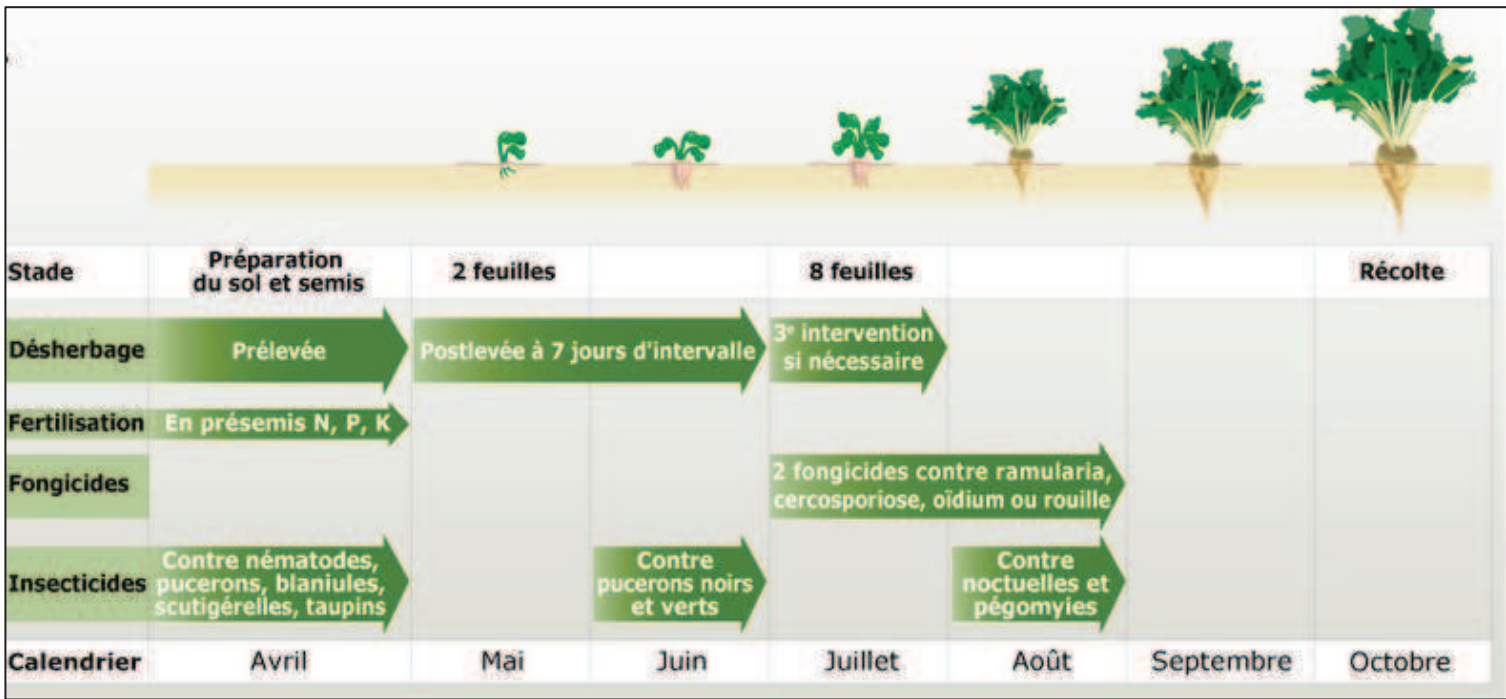 Stade
Préparation
du sol et semis
2 feuilles
8 feuilles
Récolte
Désherbage
Prélevée
Postlevée à 7 jours d'intervalle
3e intervention
si nécessaire
Fertilisation
En présemis N, P, K
Fongicides
2 fongicides contre ramularia,
cercosporiose, oïdium ou rouille
Insecticides
Contre nématodes,
pucerons, blaniules,
scutigérelles, taupins
Contre
pucerons noirs
et verts
Contre
noctuelles et
pégomyies
Calendrier
Avril
Mai
Juin
Juillet
Août
Septembre
Octobre